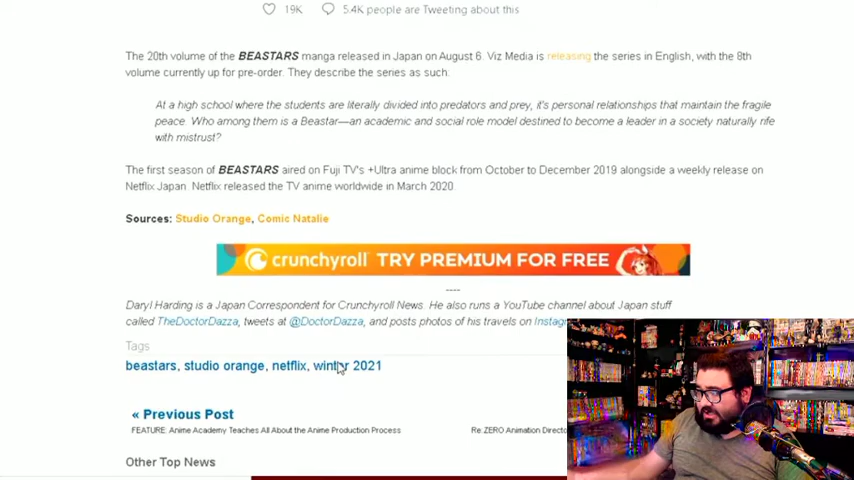 19K 5.4K people are Tweeting about this
The 20th volume of the BEASTARS manga released in Japan on August 6. Viz Media is releasing the series in English, with the 8th
volume currently up for pre-order. They describe the series as such:
At a high school where the students are literally divided into predators and prey, it's personal relationships that maintain the fragile
peace. Who among them is a Beastar—an academic and social role model destined to become a leader in a society naturally rife
with mistrust?
The first season of BEASTARS aired on Fuji TV's +Ultra anime block from October to December 2019 alongside a weekly release on
Netflix Japan. Netflix released the TV anime worldwide in March 2020.
Sources: Studio Orange, Comic Natalie
crunchyroll TRY PREMIUM FOR FREE
----
Daryl Harding is a Japan Correspondent for Crunchyroll News. He also runs a YouTube channel about Japan stuff
called TheDoctorDazza, tweets at @DoctorDazza, and posts photos of his travels on Instag
Tags
beastars, studio orange, netflix, winter 2021
« Previous Post
FEATURE: Anime Academy Teaches All About the Anime Production Process
Re:ZERO Animation Directo
Other Top News